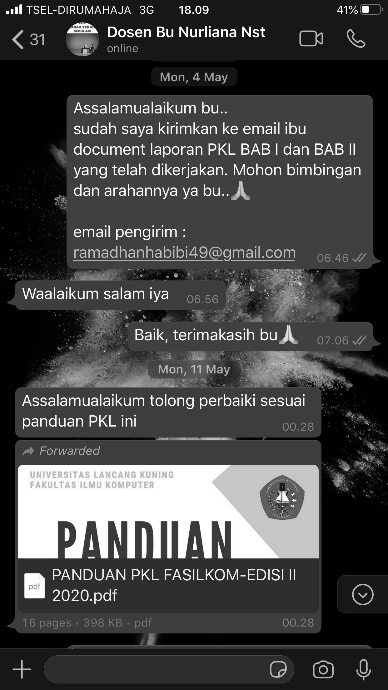 TSEL-DIRUMAHAJA 3G 18.09 41%
31 Dosen Bu Nurliana Nst
online
Mon, 4 May
Assalamualaikum bu..
sudah saya kirimkan ke email ibu
document laporan PKL BAB I dan BAB II
yang telah dikerjakan. Mohon bimbingan
dan arahannya ya bu..🙏
email pengirim :
ramadhanhabibi49@gmail.com 06.46
Waalaikum salam iya 06.56
Baik, terimakasih bu🙏 07.06
Mon, 11 May
Assalamualaikum tolong perbaiki sesuai
panduan PKL ini
00.28
Forwarded
UNIVERSITAS LANCANG KUNING
FAKULTAS ILMU KOMPUTER
PANDUAN
pdf PANDUAN PKL FASILKOM-EDISI II
2020.pdf
16 pages • 398 KB • pdf 00.28